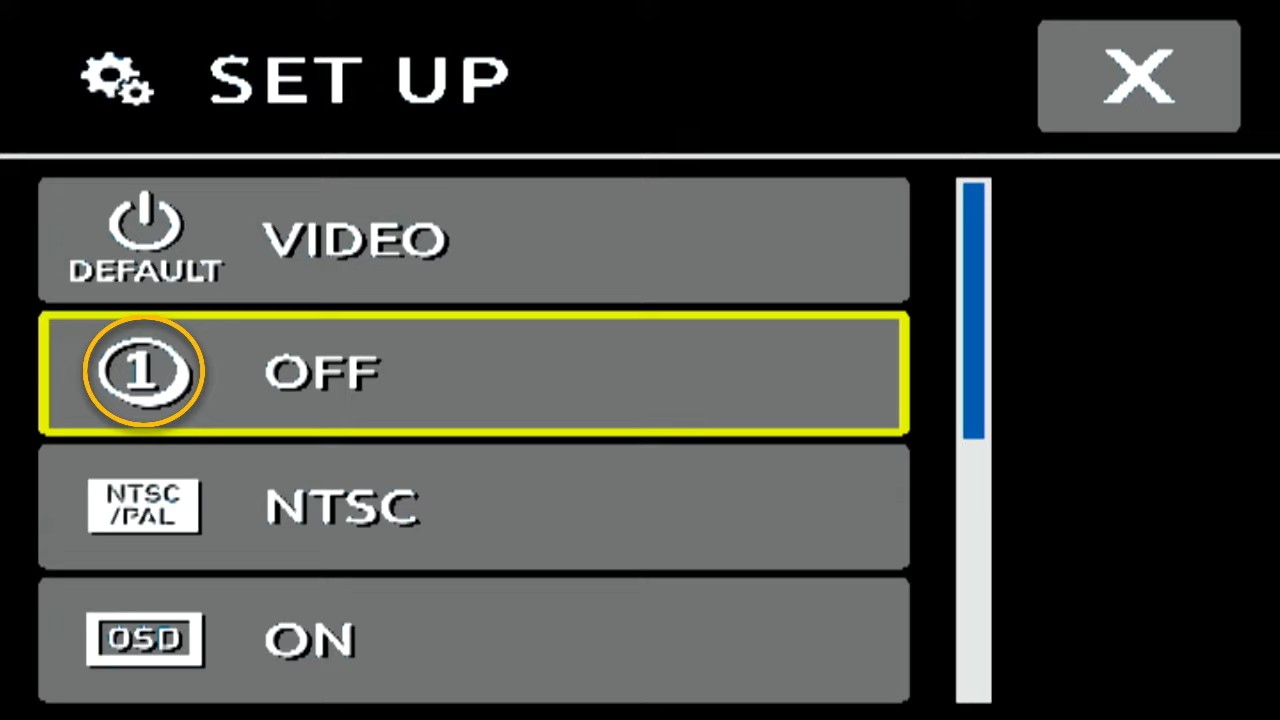 SET UP
X
DEFAULT
VIDEO
1
OFF
NTSC
/PAL
NTSC
OSD
ON